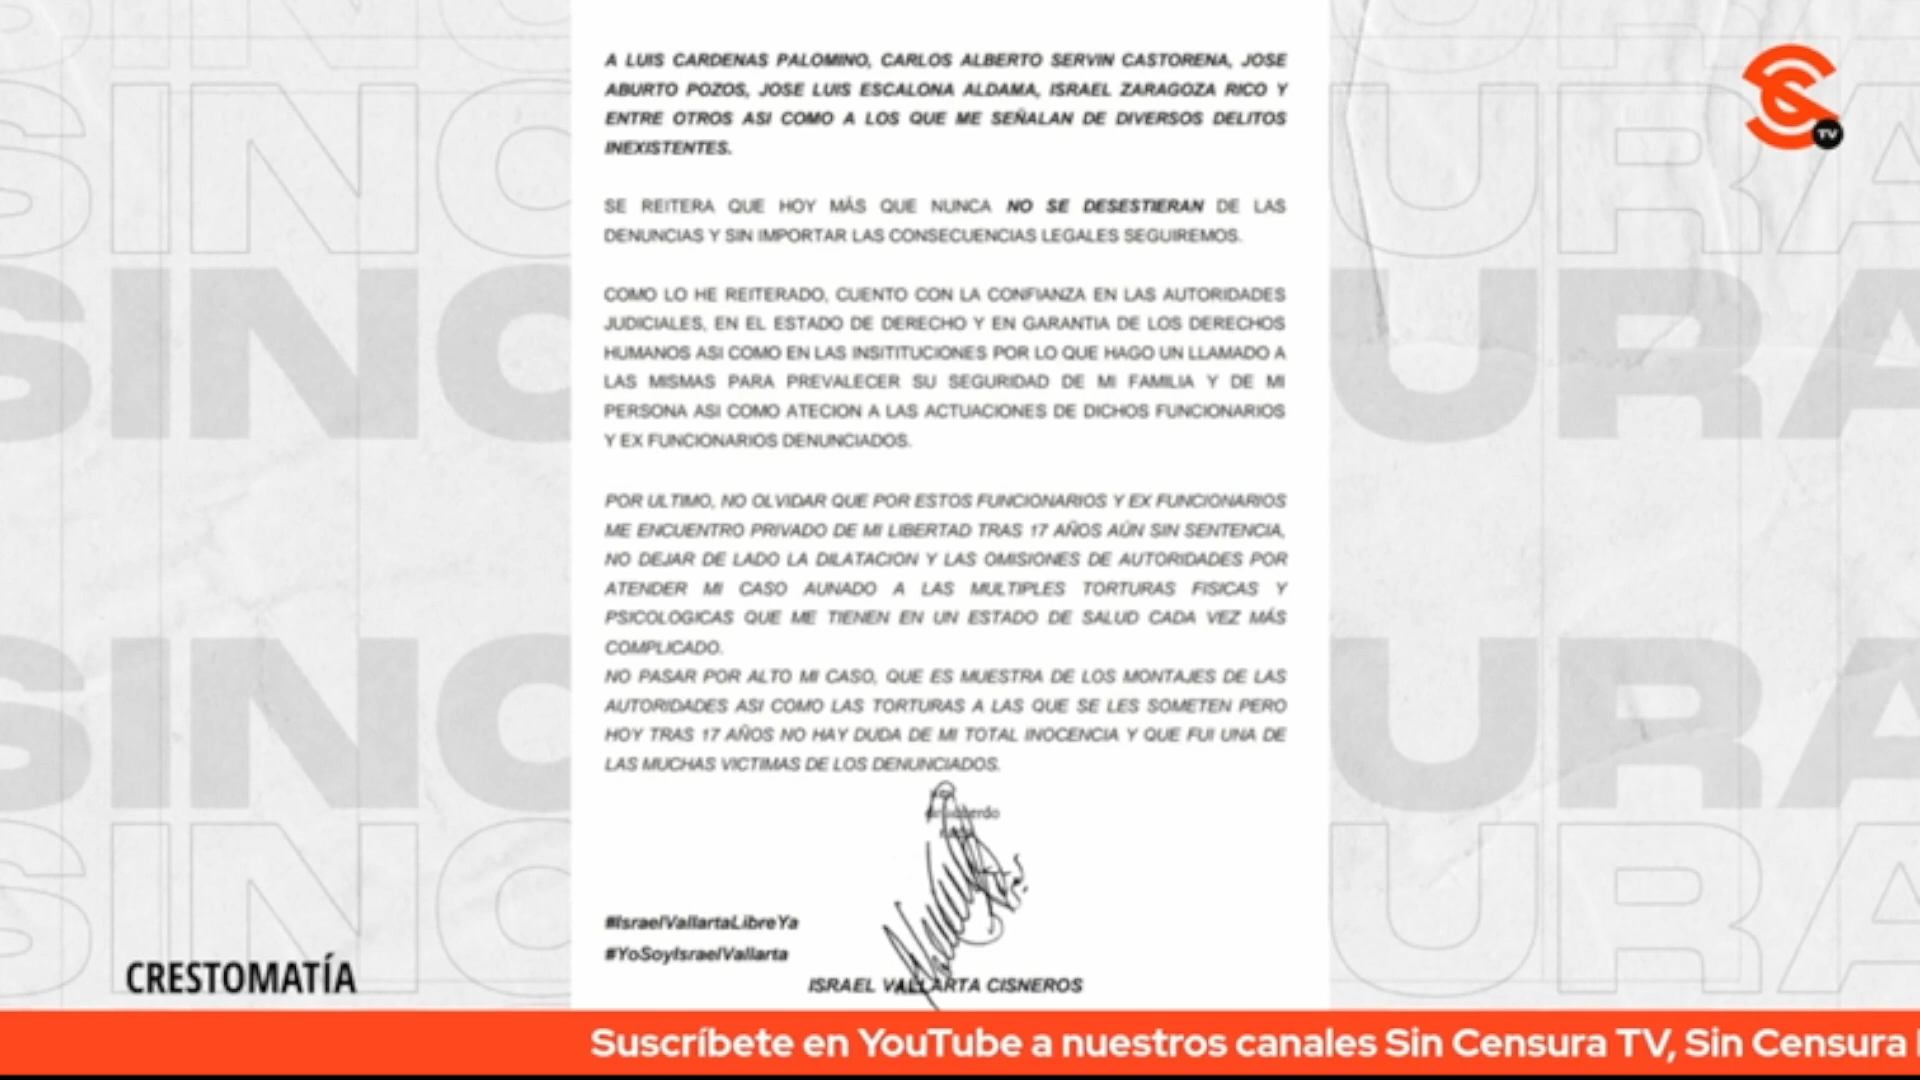 A LUIS CARDENAS PALOMINO, CARLOS ALBERTO SERVIN CASTORENA, JOSE
ABURTO POZOS, JOSE LUIS ESCALONA ALDAMA, ISRAEL ZARAGOZA RICO Y
ENTRE OTROS ASI COMO A LOS QUE ME SEÑALAN DE DIVERSOS DELITOS
INEXISTENTES.
SE REITERA QUE HOY MÁS QUE NUNCA NO SE DESESTIERAN DE LAS
DENUNCIAS Y SIN IMPORTAR LAS CONSECUENCIAS LEGALES SEGUIREMOS.
COMO LO HE REITERADO, CUENTO CON LA CONFIANZA EN LAS AUTORIDADES
JUDICIALES, EN EL ESTADO DE DERECHO Y EN GARANTIA DE LOS DERECHOS
HUMANOS ASI COMO EN LAS INSITITUCIONES POR LO QUE HAGO UN LLAMADO A
LAS MISMAS PARA PREVALECER SU SEGURIDAD DE MI FAMILIA Y DE MI
PERSONA ASI COMO ATECION A LAS ACTUACIONES DE DICHOS FUNCIONARIOS
Y EX FUNCIONARIOS DENUNCIADOS.
POR ULTIMO, NO OLVIDAR QUE POR ESTOS FUNCIONARIOS Y EX FUNCIONARIOS
ME ENCUENTRO PRIVADO DE MI LIBERTAD TRAS 17 AÑOS AÚN SIN SENTENCIA,
NO DEJAR DE LADO LA DILATACION Y LAS OMISIONES DE AUTORIDADES POR
ATENDER MI CASO AUNADO A LAS MULTIPLES TORTURAS FISICAS Y
PSICOLOGICAS QUE ME TIENEN EN UN ESTADO DE SALUD CADA VEZ MÁS
COMPLICADO.
NO PASAR POR ALTO MI CASO, QUE ES MUESTRA DE LOS MONTAJES DE LAS
AUTORIDADES ASI COMO LAS TORTURAS A LAS QUE SE LES SOMETEN PERO
HOY TRAS 17 AÑOS NO HAY DUDA DE MI TOTAL INOCENCIA Y QUE FUI UNA DE
LAS MUCHAS VICTIMAS DE LOS DENUNCIADOS.
#IsraelVallartaLibreYa
#YoSoyIsraelVallarta
ISRAEL VALLARTA CISNEROS
CRESTOMATÍA
Suscríbete en YouTube a nuestros canales Sin Censura TV, Sin Censura
TV
SINC URA
SINC URA
SINC URA
SINC URA